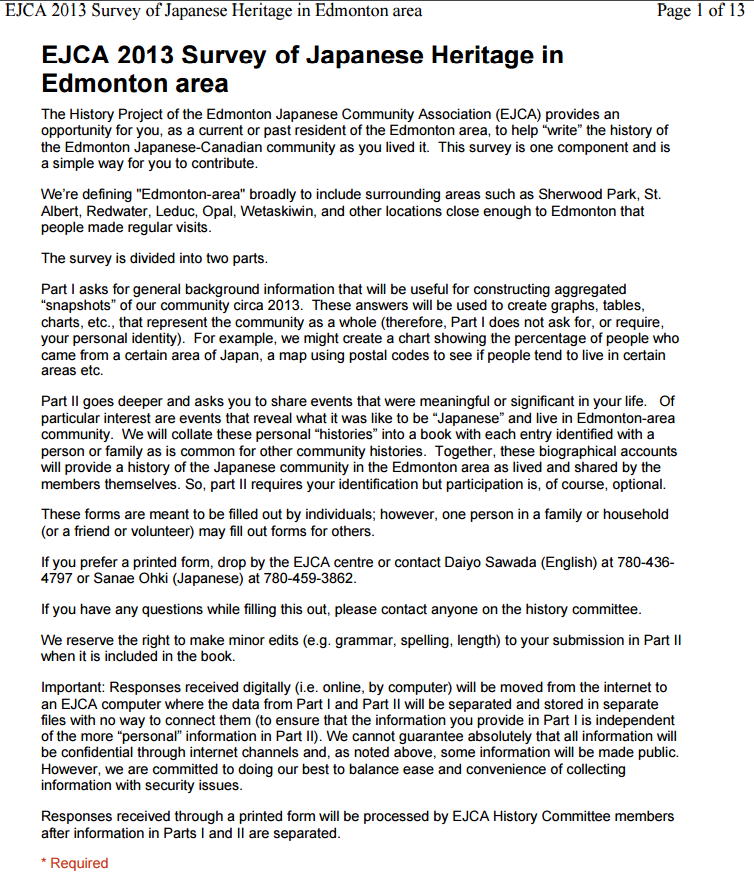 EJCA 2013 Survey of Japanese Heritage in Edmonton area Page 1 of 13
EJCA 2013 Survey of Japanese Heritage in
Edmonton area
The History Project of the Edmonton Japanese Community Association (EJCA) provides an
opportunity for you, as a current or past resident of the Edmonton area, to help “write” the history of
the Edmonton Japanese-Canadian community as you lived it.  This survey is one component and is
a simple way for you to contribute.
We’re defining "Edmonton-area" broadly to include surrounding areas such as Sherwood Park, St.
Albert, Redwater, Leduc, Opal, Wetaskiwin, and other locations close enough to Edmonton that
people made regular visits.
The survey is divided into two parts.
Part I asks for general background information that will be useful for constructing aggregated
“snapshots” of our community circa 2013.  These answers will be used to create graphs, tables,
charts, etc., that represent the community as a whole (therefore, Part I does not ask for, or require,
your personal identity).  For example, we might create a chart showing the percentage of people who
came from a certain area of Japan, a map using postal codes to see if people tend to live in certain
areas etc.
Part II goes deeper and asks you to share events that were meaningful or significant in your life.   Of
particular interest are events that reveal what it was like to be “Japanese” and live in Edmonton-area
community.  We will collate these personal “histories” into a book with each entry identified with a
person or family as is common for other community histories.  Together, these biographical accounts
will provide a history of the Japanese community in the Edmonton area as lived and shared by the
members themselves. So, part II requires your identification but participation is, of course, optional.
These forms are meant to be filled out by individuals; however, one person in a family or household
(or a friend or volunteer) may fill out forms for others.
If you prefer a printed form, drop by the EJCA centre or contact Daiyo Sawada (English) at 780-436-
4797 or Sanae Ohki (Japanese) at 780-459-3862.
If you have any questions while filling this out, please contact anyone on the history committee.
We reserve the right to make minor edits (e.g. grammar, spelling, length) to your submission in Part II
when it is included in the book.
Important: Responses received digitally (i.e. online, by computer) will be moved from the internet to
an EJCA computer where the data from Part I and Part II will be separated and stored in separate
files with no way to connect them (to ensure that the information you provide in Part I is independent
of the more “personal” information in Part II). We cannot guarantee absolutely that all information will
be confidential through internet channels and, as noted above, some information will be made public.
However, we are committed to doing our best to balance ease and convenience of collecting
information with security issues.
Responses received through a printed form will be processed by EJCA History Committee members
after information in Parts I and II are separated.
* Required